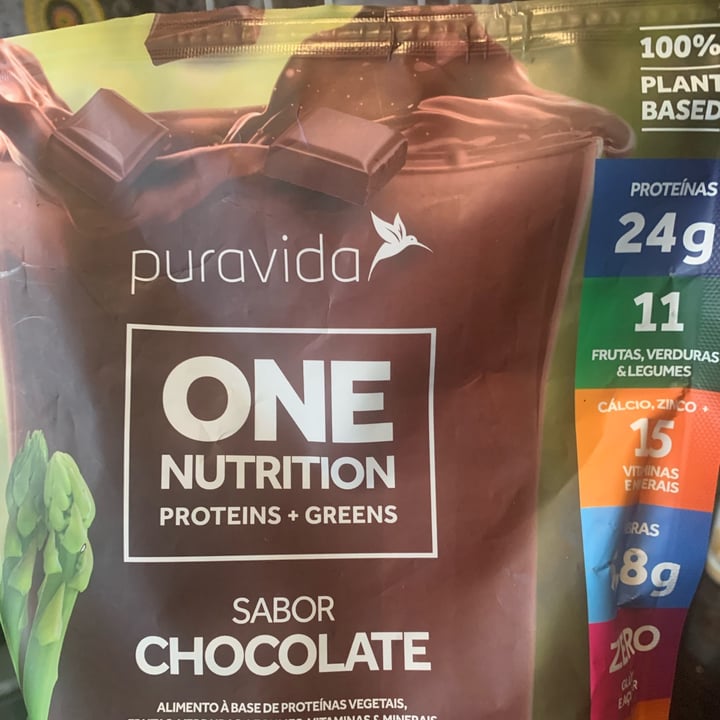 100%
PLANT
BASED
puravida
ONE
NUTRITION
PROTEINS + GREENS
SABOR
CHOCOLATE
ALIMENTO À BASE DE PROTEÍNAS VEGETAIS,
PROTEÍNAS
24g
11
FRUTAS, VERDURAS
& LEGUMES
CÁLCIO, ZINCO +
15
ZERO